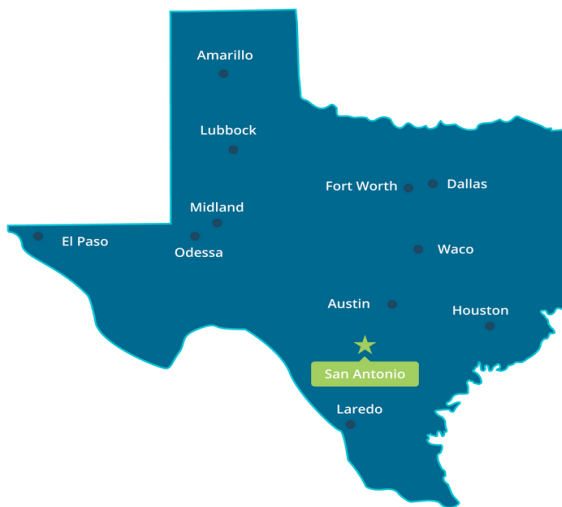 Amarillo
Lubbock
Fort Worth
Dallas
Midland
El Paso
Odessa
Waco
Austin
Houston
San Antonio
Laredo